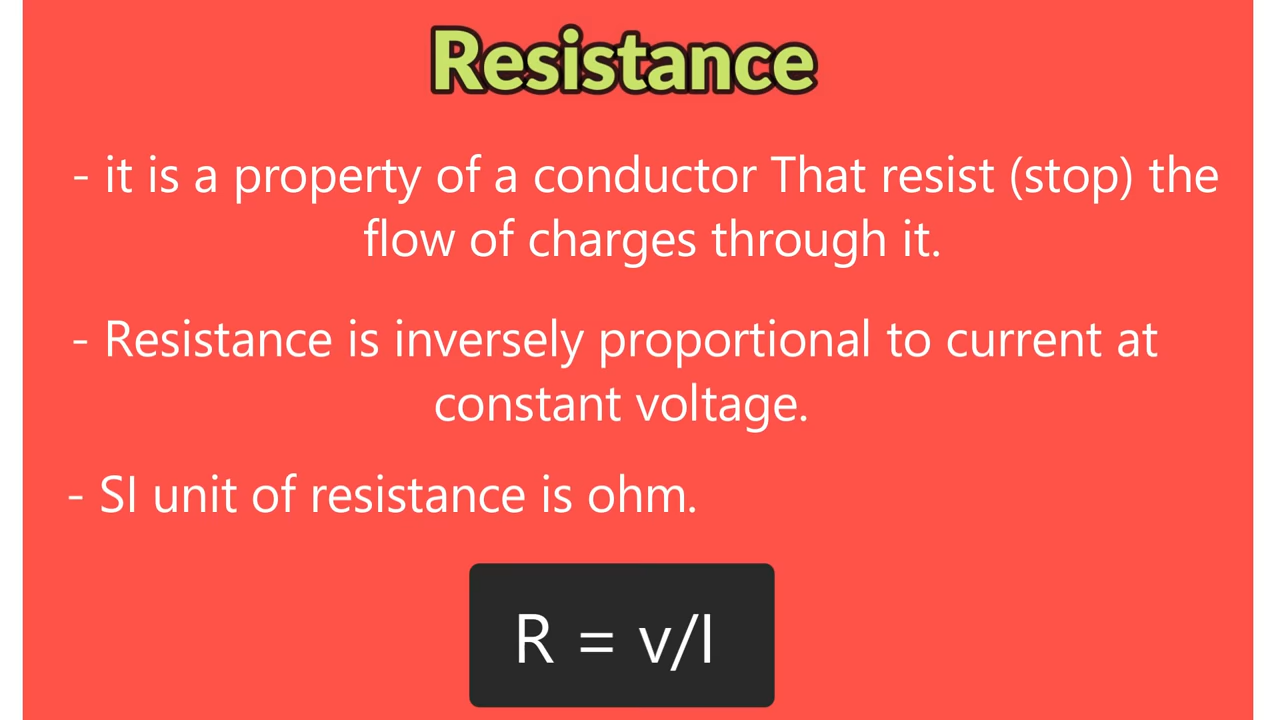 Resistance
- it is a property of a conductor That resist (stop) the
flow of charges through it.
- Resistance is inversely proportional to current at
constant voltage.
- SI unit of resistance is ohm.
R = v/I